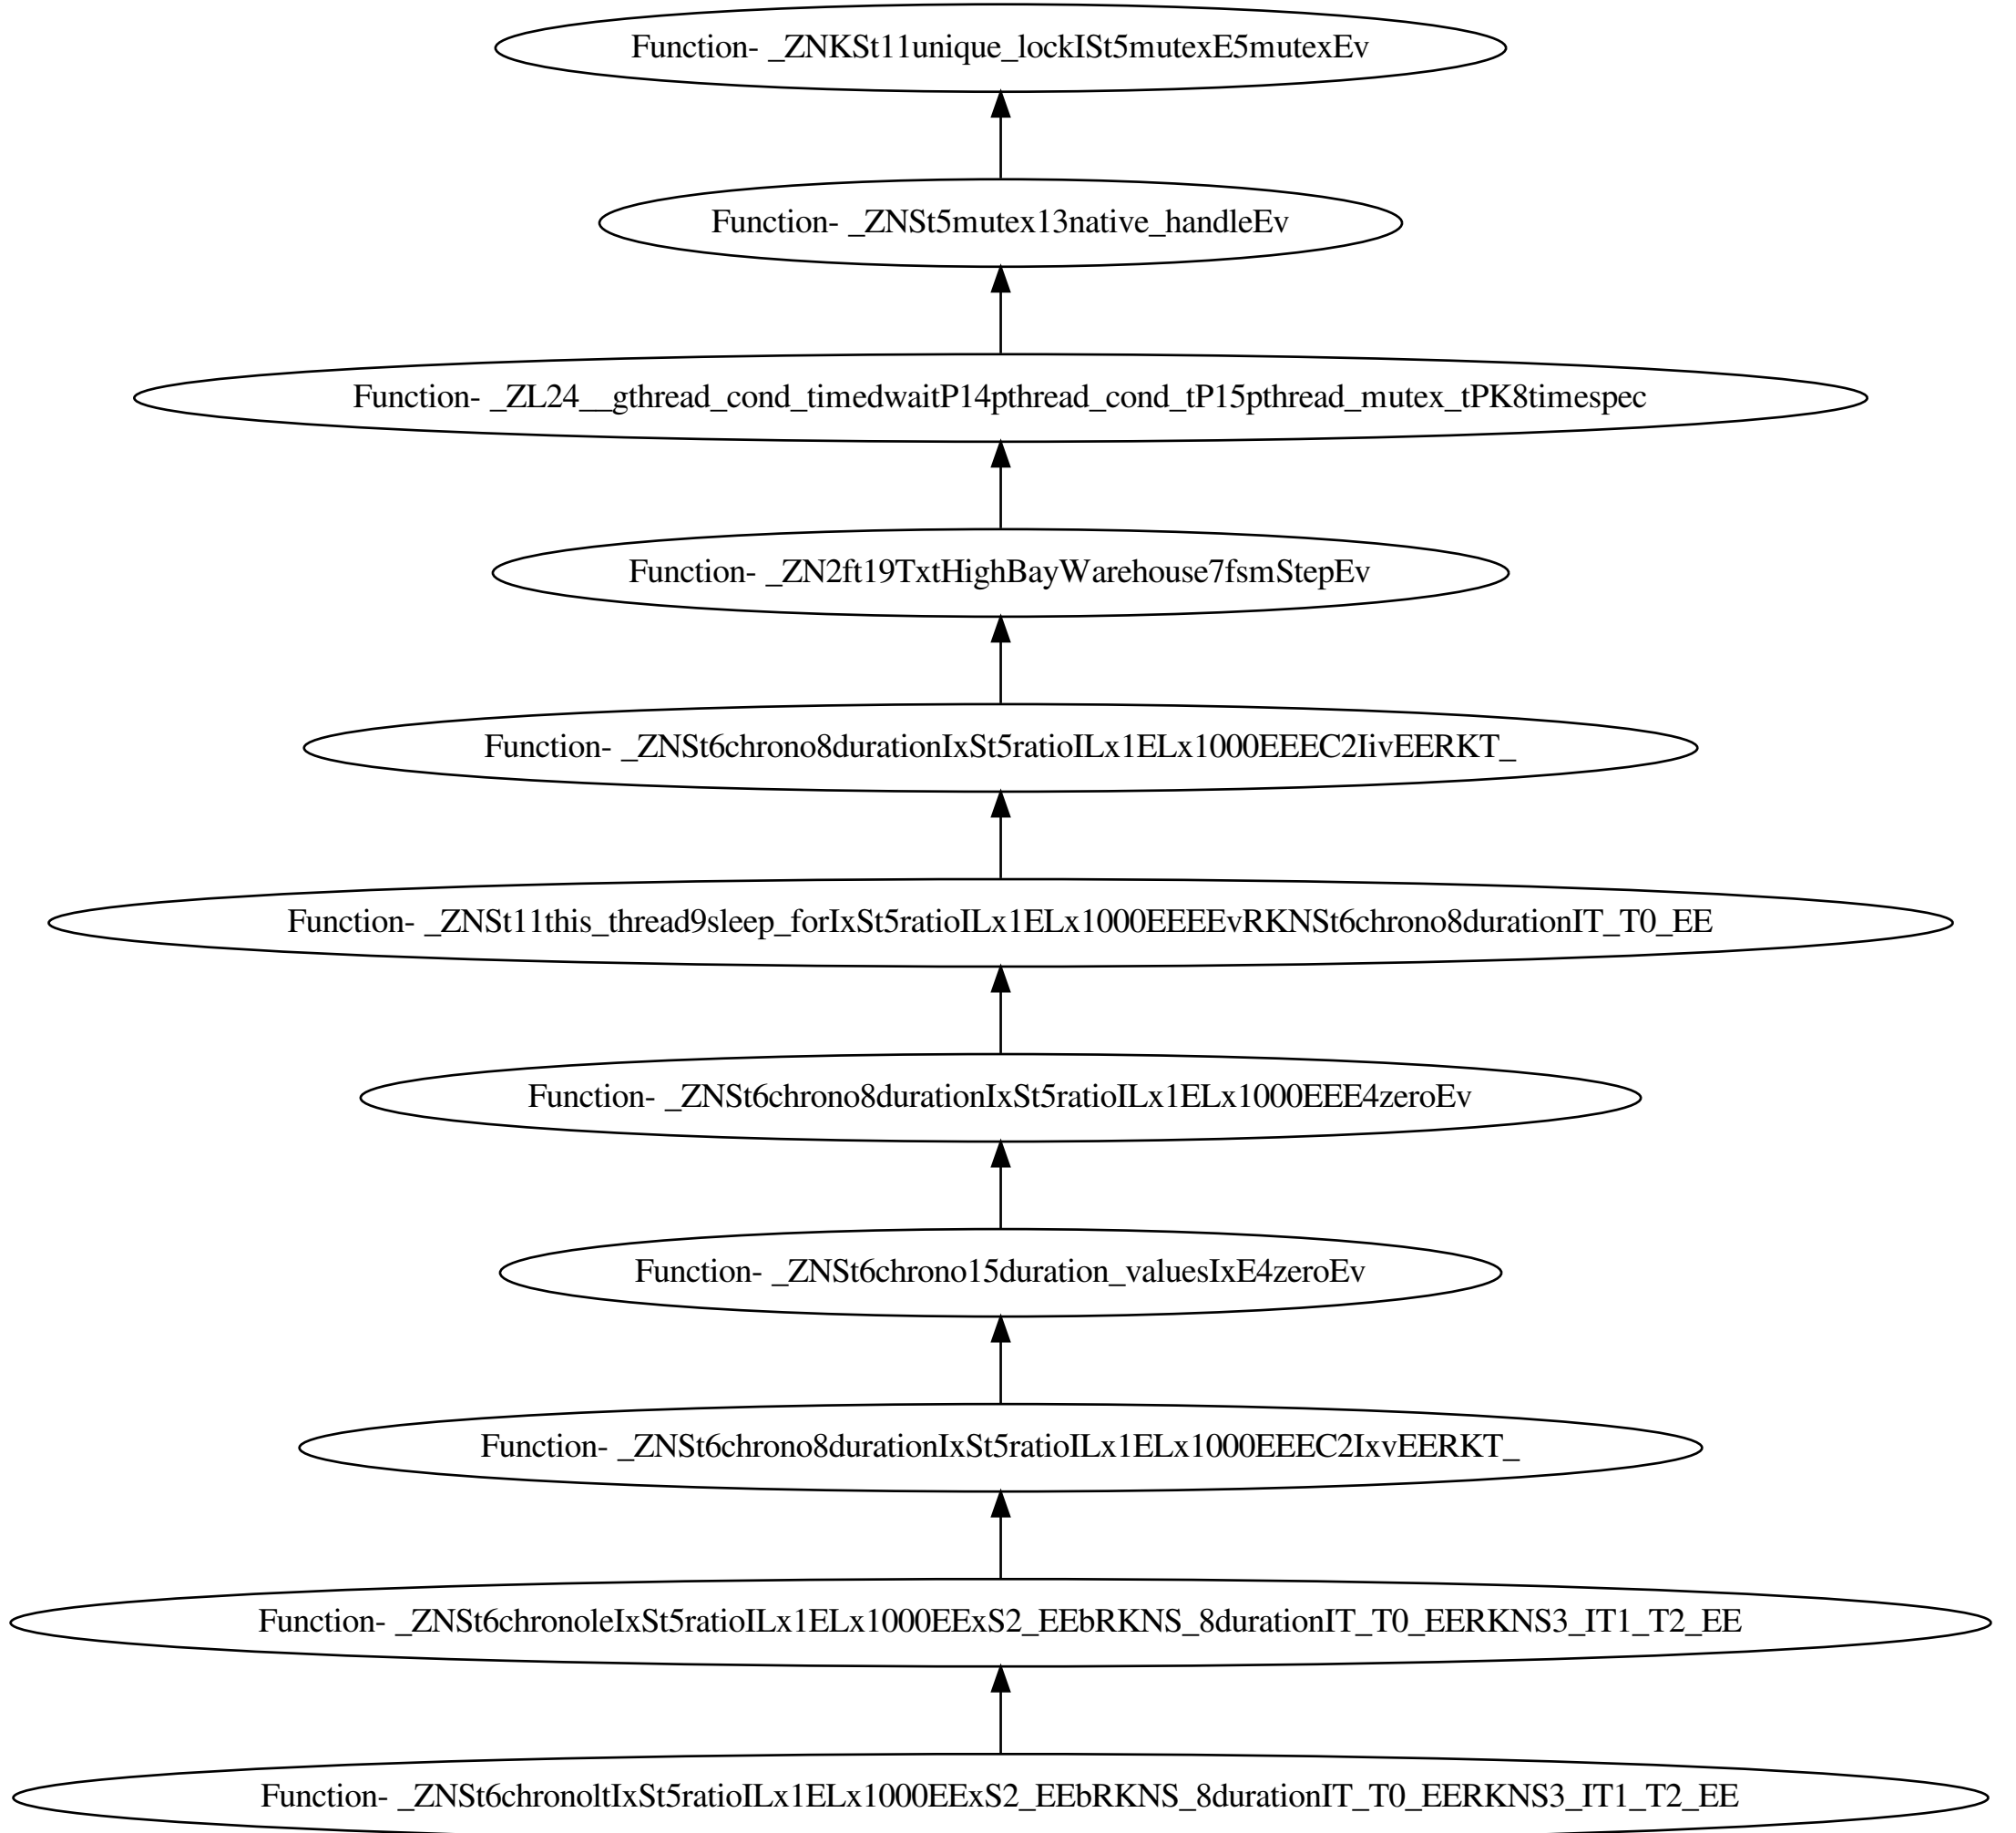 Function- _ZNKSt11unique_lockISt5mutexE5mutexEv
Function- _ZNSt5mutex13native_handleEv
Function- _ZL24__gthread_cond_timedwaitP14pthread_cond_tP15pthread_mutex_tPK8timespec
Function- _ZN2ft19TxtHighBayWarehouse7fsmStepEv
Function- _ZNSt6chrono8durationIxSt5ratioILx1ELx1000EEEC2IivEERKT_
Function- _ZNSt11this_thread9sleep_forIxSt5ratioILx1ELx1000EEEEvRKNSt6chrono8durationIT_T0_EE
Function- _ZNSt6chrono8durationIxSt5ratioILx1ELx1000EEE4zeroEv
Function- _ZNSt6chrono15duration_valuesIxE4zeroEv
Function- _ZNSt6chrono8durationIxSt5ratioILx1ELx1000EEEC2IxvEERKT_
Function- _ZNSt6chronoleIxSt5ratioILx1ELx1000EExS2_EEbRKNS_8durationIT_T0_EERKNS3_IT1_T2_EE
Function- _ZNSt6chronoltIxSt5ratioILx1ELx1000EExS2_EEbRKNS_8durationIT_T0_EERKNS3_IT1_T2_EE